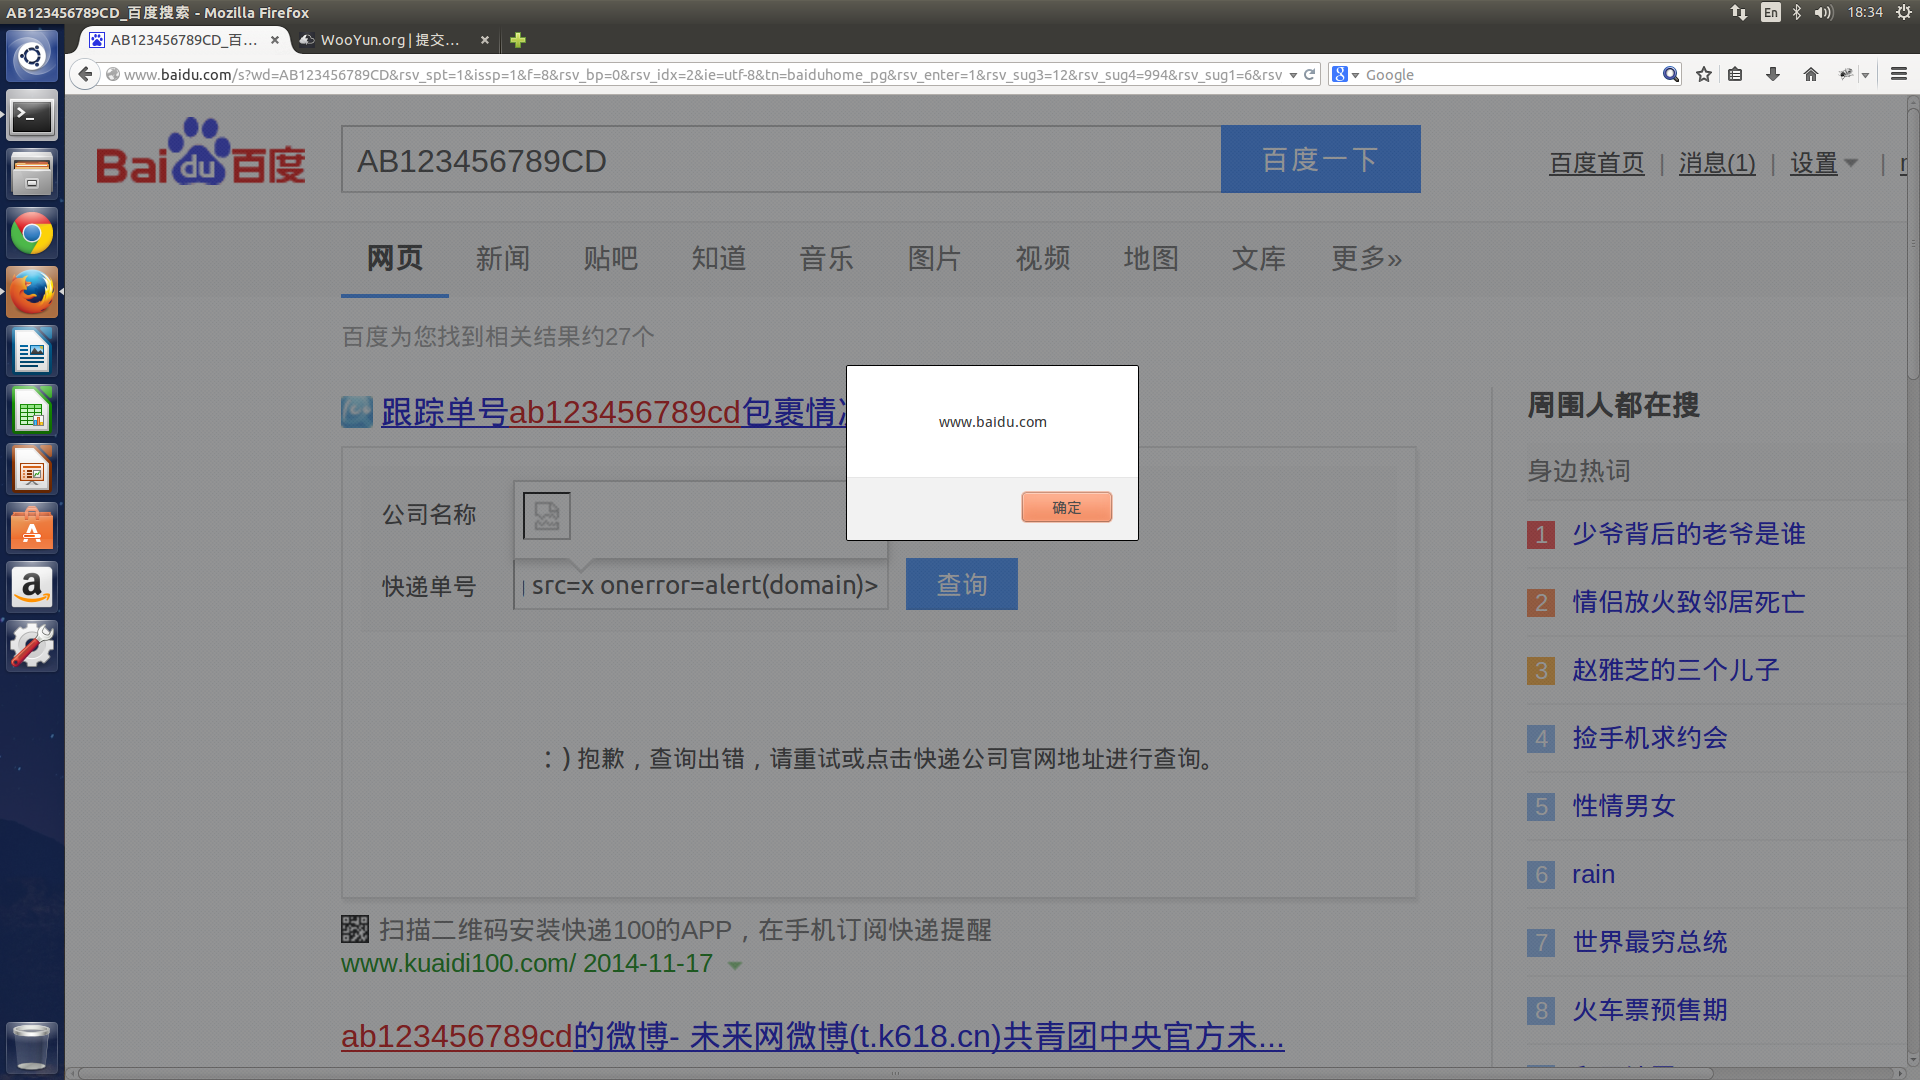 AB123456789CD_百度搜索 - Mozilla Firefox
En
18:34
AB123456789CD_百…
WooYun.org | 提交…
www.baidu.com/s?wd=AB123456789CD&rsv_spt=1&issp=1&f=8&rsv_bp=0&rsv_idx=2&ie=utf-8&tn=baiduhome_pg&rsv_enter=1&rsv_sug3=12&rsv_sug4=994&rsv_sug1=6&rsv
Google
Bai du 百度
AB123456789CD
百度一下
百度首页 | 消息(1) | 设置 |
网页 新闻 贴吧 知道 音乐 图片 视频 地图 文库 更多»
百度为您找到相关结果约27个
跟踪单号ab123456789cd包裹情
www.baidu.com
确定
公司名称
快递单号
src=x onerror=alert(domain)>
查询
：) 抱歉，查询出错，请重试或点击快递公司官网地址进行查询。
扫描二维码安装快递100的APP，在手机订阅快递提醒
www.kuaidi100.com/ 2014-11-17
ab123456789cd的微博- 未来网微博(t.k618.cn)共青团中央官方未...
周围人都在搜
身边热词
1 少爷背后的老爷是谁
2 情侣放火致邻居死亡
3 赵雅芝的三个儿子
4 捡手机求约会
5 性情男女
6 rain
7 世界最穷总统
8 火车票预售期